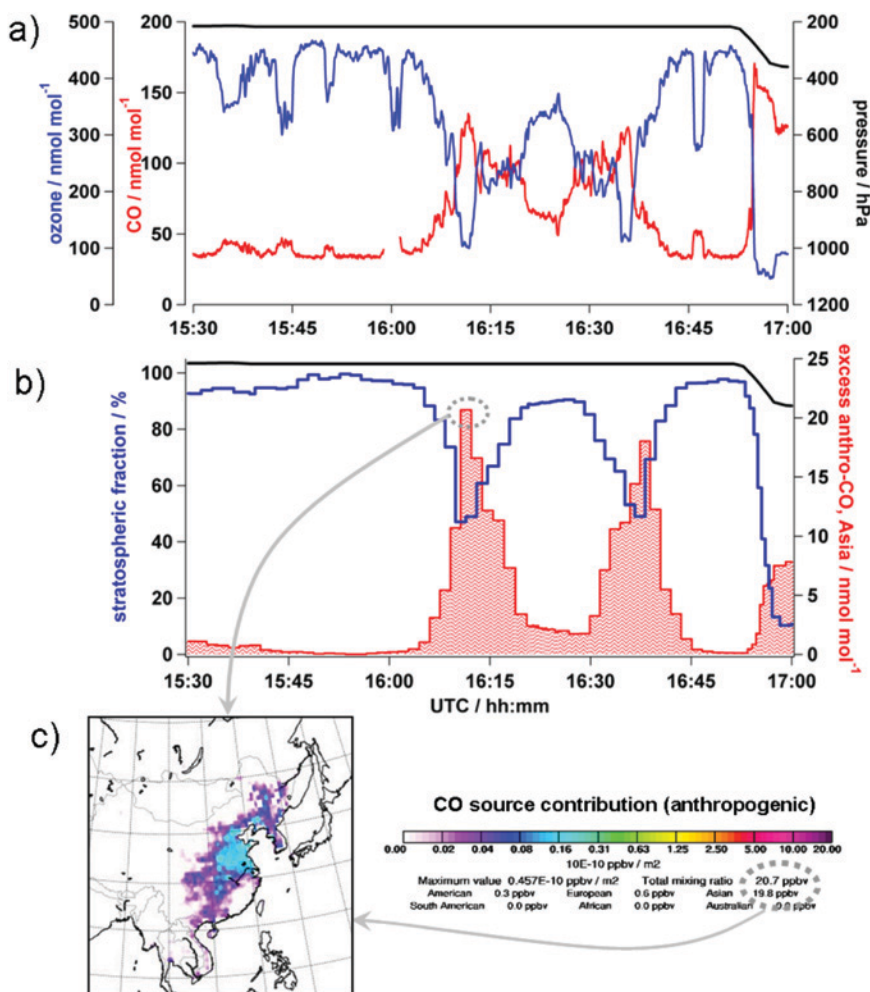 a)
500
400
300
200
100
0
ozone / nmol mol⁻¹
200
150
100
50
0
CO / nmol mol⁻¹
200
400
600
800
1000
1200
pressure / hPa
15:30 15:45 16:00 16:15 16:30 16:45 17:00
b)
100
80
60
40
20
0
stratospheric fraction / %
25
20
15
10
5
0
excess anthro-CO, Asia / nmol mol⁻¹
15:30 15:45 16:00 16:15 16:30 16:45 17:00
UTC / hh:mm
c)
CO source contribution (anthropogenic)
0.00 0.02 0.04 0.08 0.16 0.31 0.63 1.25 2.50 5.00 10.00 20.00
10E-10 ppbv / m2
Maximum value 0.457E-10 ppbv / m2 Total mixing ratio 20.7 ppbv
American 0.3 ppbv European 0.6 ppbv Asian 19.8 ppbv
South American 0.0 ppbv African 0.0 ppbv Australian ppbv